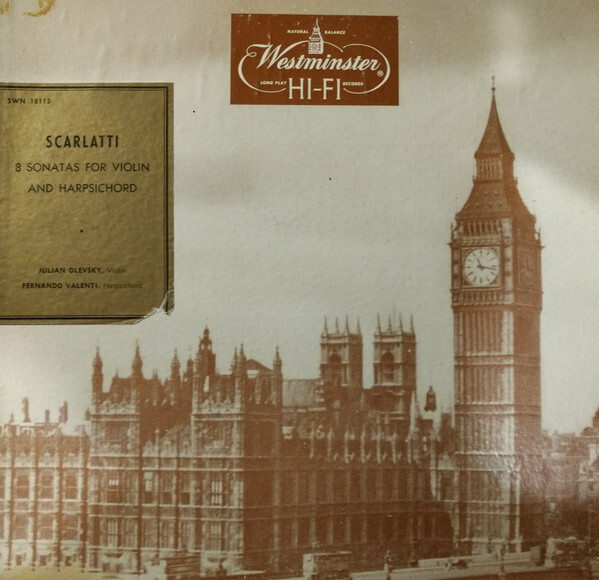 NATURAL BALANCE
Westminster®
LONG PLAY RECORDS
HI-FI
SWN 18113
SCARLATTI
8 SONATAS FOR VIOLIN
AND HARPSICHORD
JULIAN OLEVSKY, Violin
FERNANDO VALENTI, Harpsichord